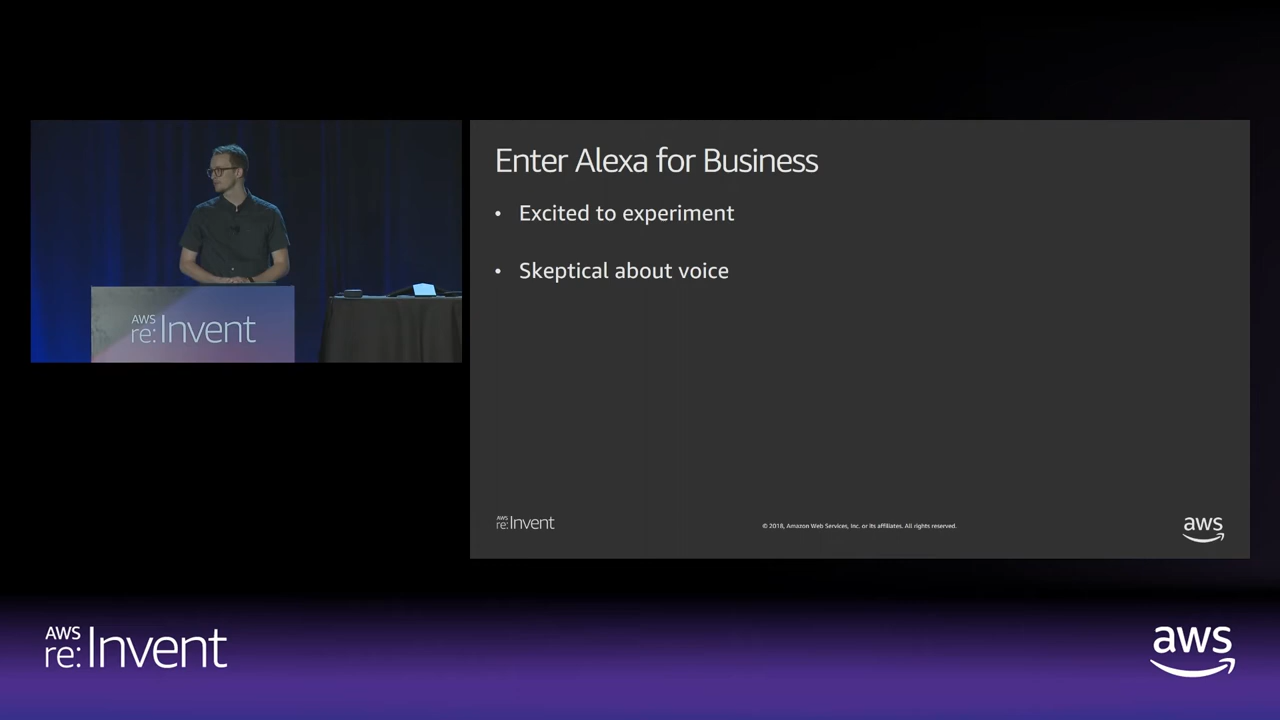 AWS
re:Invent
Enter Alexa for Business
• Excited to experiment
• Skeptical about voice
AWS
re:Invent
© 2018, Amazon Web Services, Inc. or its affiliates. All rights reserved.
aws
AWS
re:Invent
aws